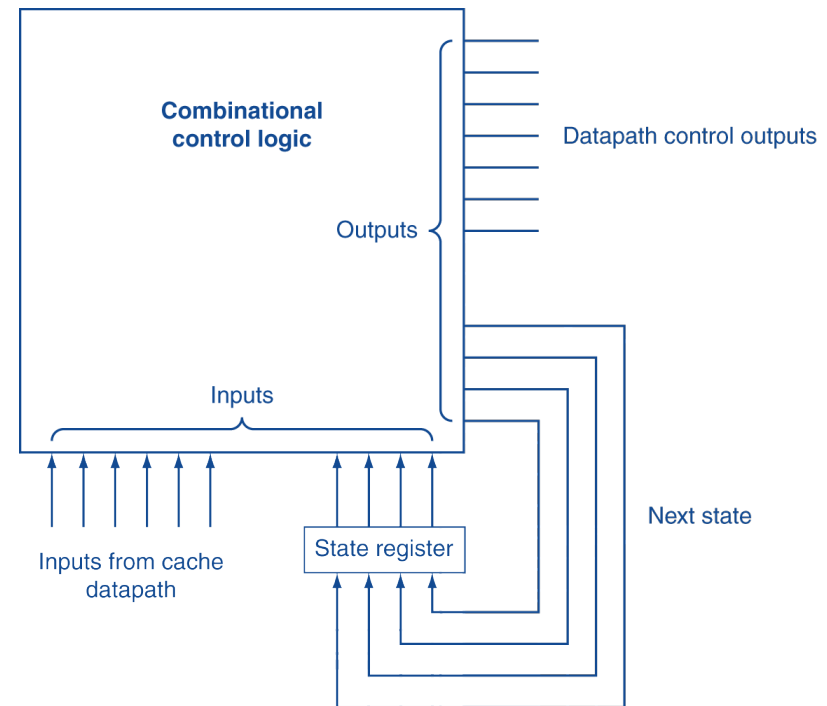 Combinational
control logic
Datapath control outputs
Outputs
Inputs
Next state
State register
Inputs from cache
datapath